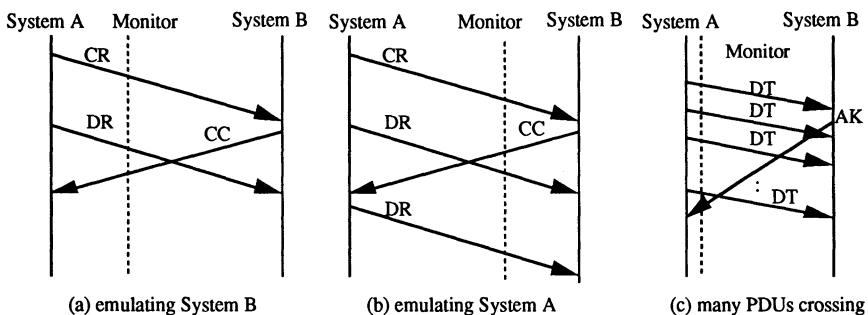 System A Monitor System B
CR
DR
CC
(a) emulating System B
System A Monitor System B
CR
DR
CC
DR
(b) emulating System A
System A System B
Monitor
DT
DT
AK
DT
DT
(c) many PDUs crossing